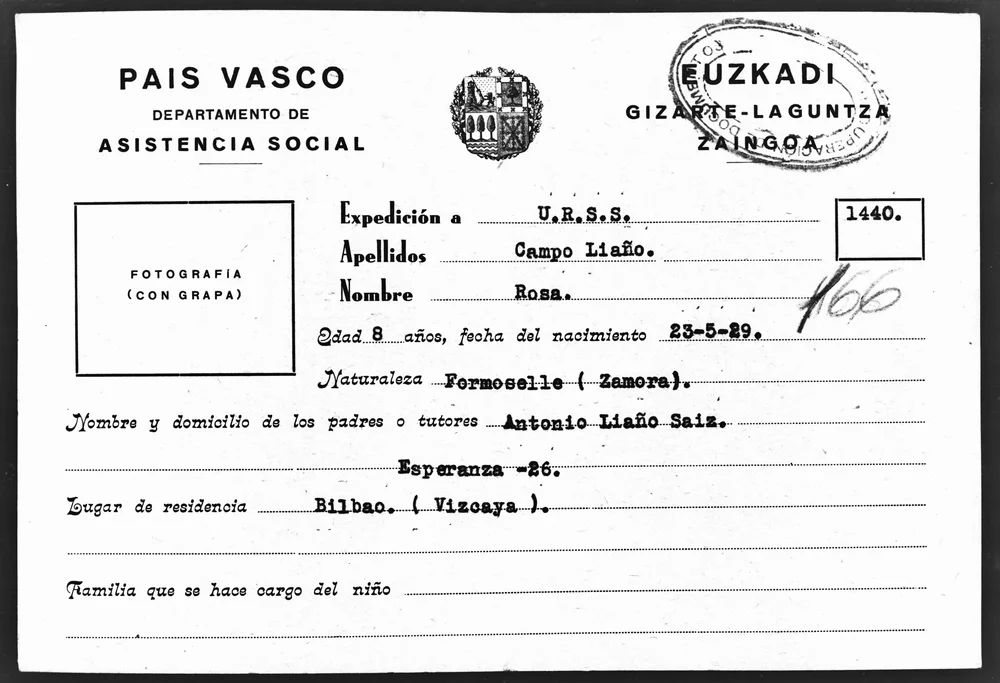 PAIS VASCO
DEPARTAMENTO DE
ASISTENCIA SOCIAL
EUZKADI
GIZARTE-LAGUNTZA
ZAINGOA
FOTOGRAFÍA
(CON GRAPA)
Expedición a U.R.S.S.
1440.
Apellidos Campo Liaño.
Nombre Rosa.
166
Edad 8 años, fecha del nacimiento 23-5-29.
Naturaleza Formoselle ( Zamora).
Nombre y domicilio de los padres o tutores Antonio Liaño Saiz.
Esperanza -26.
Lugar de residencia Bilbao. ( Vizcaya ).
Familia que se hace cargo del niño